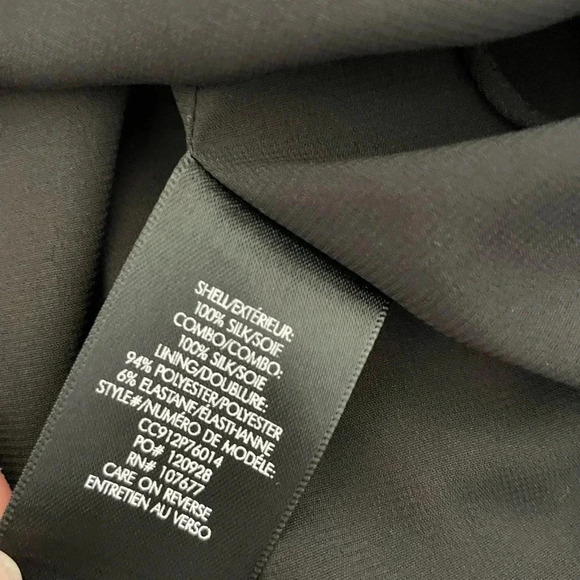 SHELL/EXTÉRIEUR:
100% SILK/SOIE
COMBO/COMBO:
100% SILK/SOIE
LINING/DOUBLURE:
94% POLYESTER/POLYESTER
6% ELASTANE/ÉLASTHANNE
STYLE#/NUMÉRO DE MODÈLE:
CC912P76014
PO# 120928
RN# 107677
CARE ON REVERSE
ENTRETIEN AU VERSO